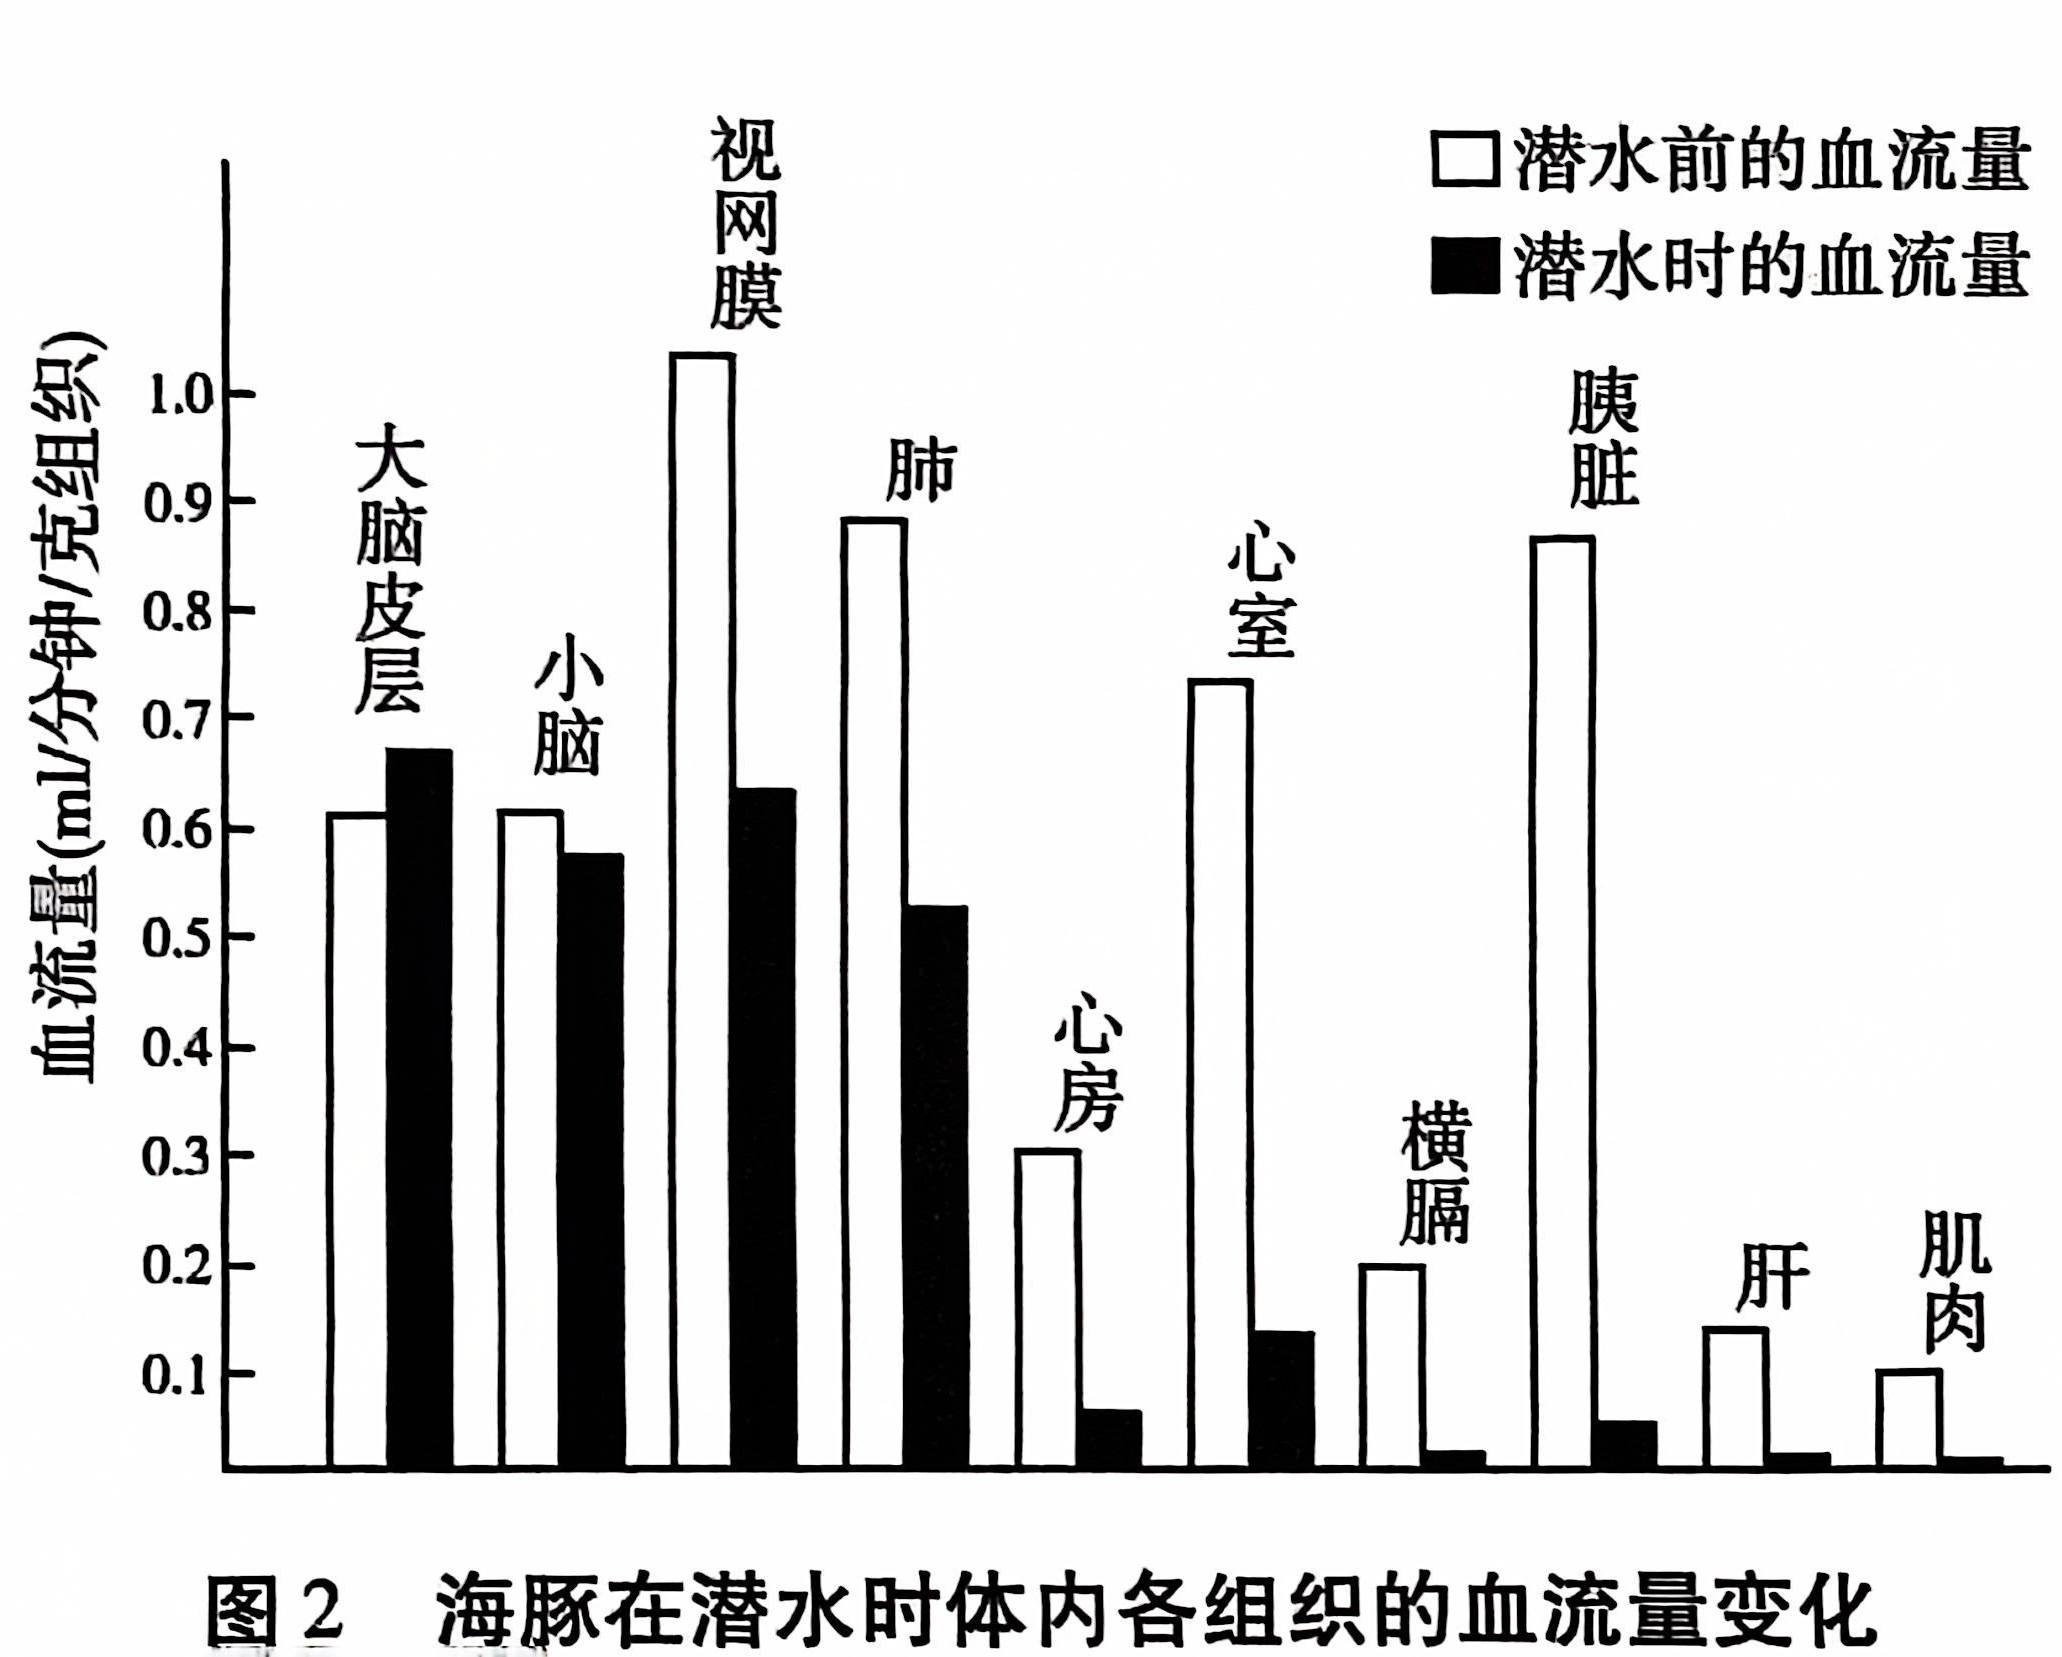 潜水前的血流量
潜水时的血流量
血流量(ml/分钟/克组织)
1.0
0.9
0.8
0.7
0.6
0.5
0.4
0.3
0.2
0.1
大脑皮层
小脑
视网膜
肺
心房
心室
横膈
胰脏
肝
肌肉
图2 海豚在潜水时体内各组织的血流量变化